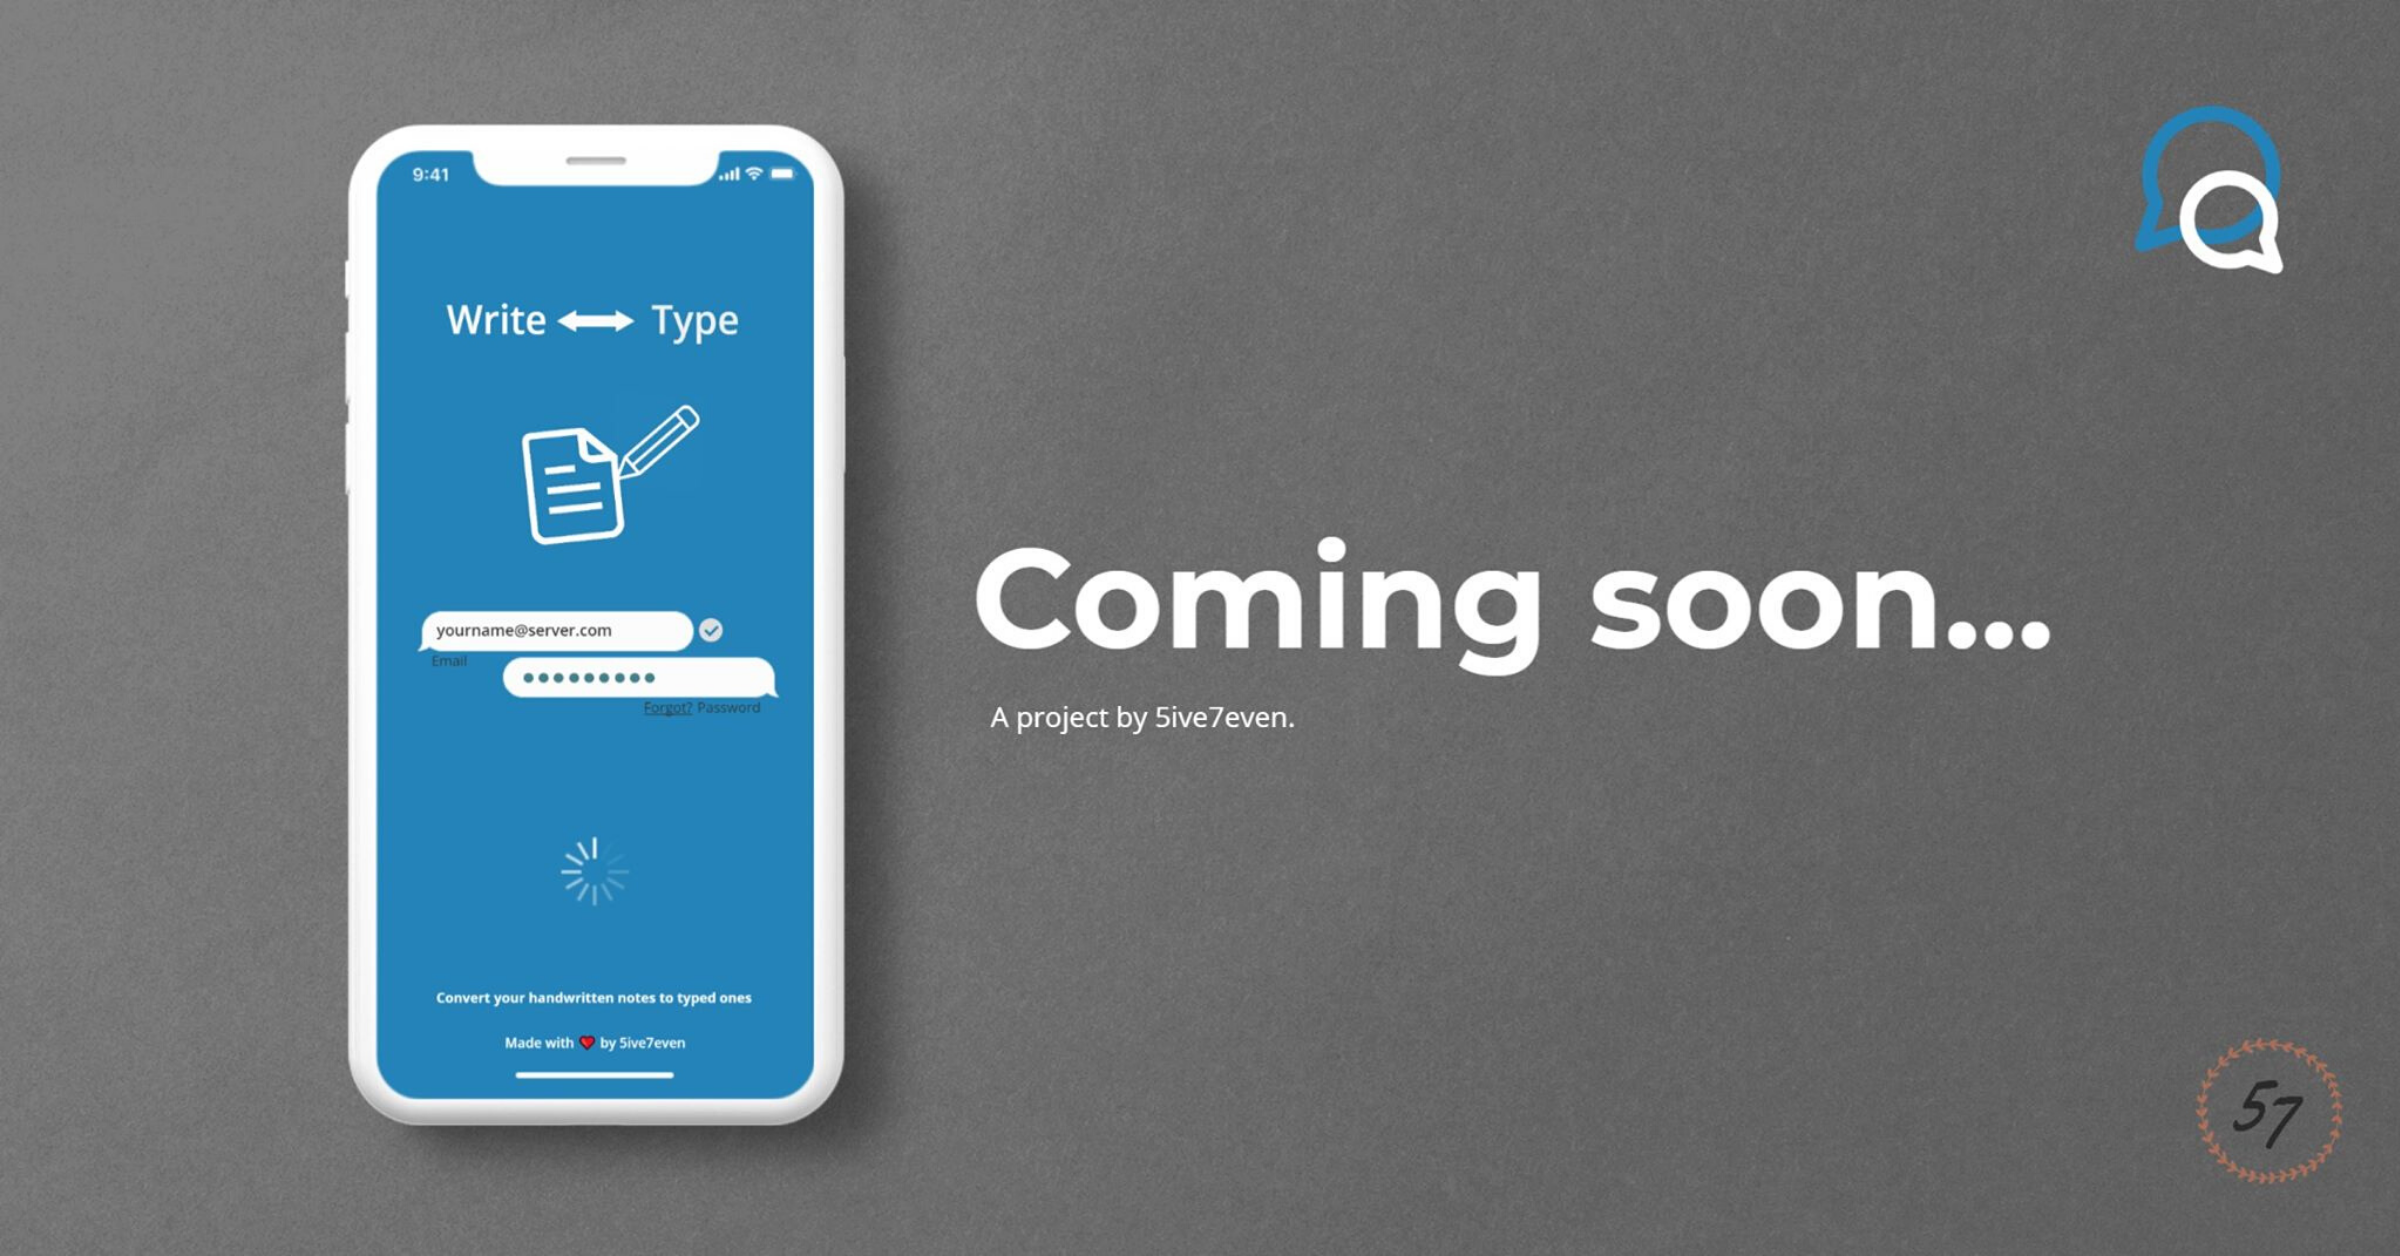 9:41
Write Type
yourname@server.com
Email
Forgot? Password
Convert your handwritten notes to typed ones
Made with ❤ by 5ive7even
Coming soon...
A project by 5ive7even.
57